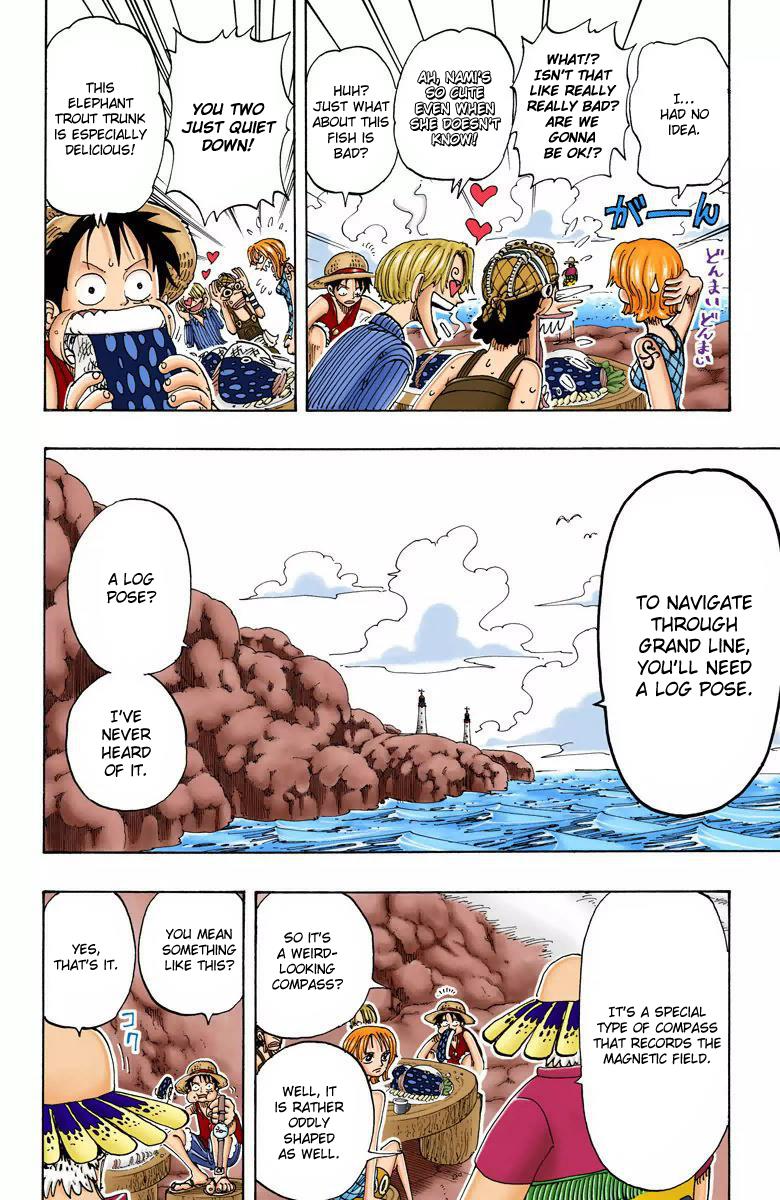 I...
HAD NO
IDEA.
WHAT!?
ISN'T THAT
LIKE REALLY
REALLY BAD?
ARE WE
GONNA
BE OK!?
AH, NAMI'S
SO CUTE
EVEN WHEN
SHE DOESN'T
KNOW!
HUH?
JUST WHAT
ABOUT THIS
FISH IS
BAD?
がーん
どんまいどんまい
YOU TWO
JUST QUIET
DOWN!
THIS
ELEPHANT
TROUT TRUNK
IS ESPECIALLY
DELICIOUS!
TO NAVIGATE
THROUGH
GRAND LINE,
YOU'LL NEED
A LOG POSE.
A LOG
POSE?
I'VE
NEVER
HEARD
OF IT.
IT'S A SPECIAL
TYPE OF COMPASS
THAT RECORDS THE
MAGNETIC FIELD.
SO IT'S
A WEIRD-
LOOKING
COMPASS?
WELL, IT
IS RATHER
ODDLY
SHAPED
AS WELL.
YOU MEAN
SOMETHING
LIKE THIS?
YES,
THAT'S IT.
コク